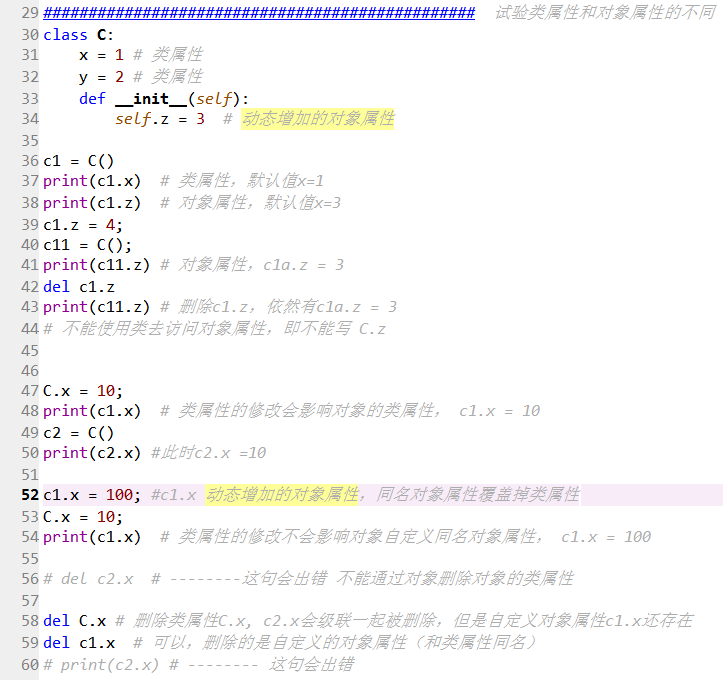 29 ################################################ 试验类属性和对象属性的不同
30 class C:
31 x = 1 # 类属性
32 y = 2 # 类属性
33 def __init__(self):
34 self.z = 3 # 动态增加的对象属性
35
36 c1 = C()
37 print(c1.x) # 类属性，默认值x=1
38 print(c1.z) # 对象属性，默认值x=3
39 c1.z = 4;
40 c11 = C();
41 print(c11.z) # 对象属性，c1a.z = 3
42 del c1.z
43 print(c11.z) # 删除c1.z，依然有c1a.z = 3
44 # 不能使用类去访问对象属性，即不能写 C.z
45
46
47 C.x = 10;
48 print(c1.x) # 类属性的修改会影响对象的类属性， c1.x = 10
49 c2 = C()
50 print(c2.x) #此时c2.x =10
51
52 c1.x = 100; #c1.x 动态增加的对象属性，同名对象属性覆盖掉类属性
53 C.x = 10;
54 print(c1.x) # 类属性的修改不会影响对象自定义同名对象属性， c1.x = 100
55
56 # del c2.x # --------这句会出错 不能通过对象删除对象的类属性
57
58 del C.x # 删除类属性C.x, c2.x会级联一起被删除，但是自定义对象属性c1.x还存在
59 del c1.x # 可以，删除的是自定义的对象属性（和类属性同名）
60 # print(c2.x) # -------- 这句会出错